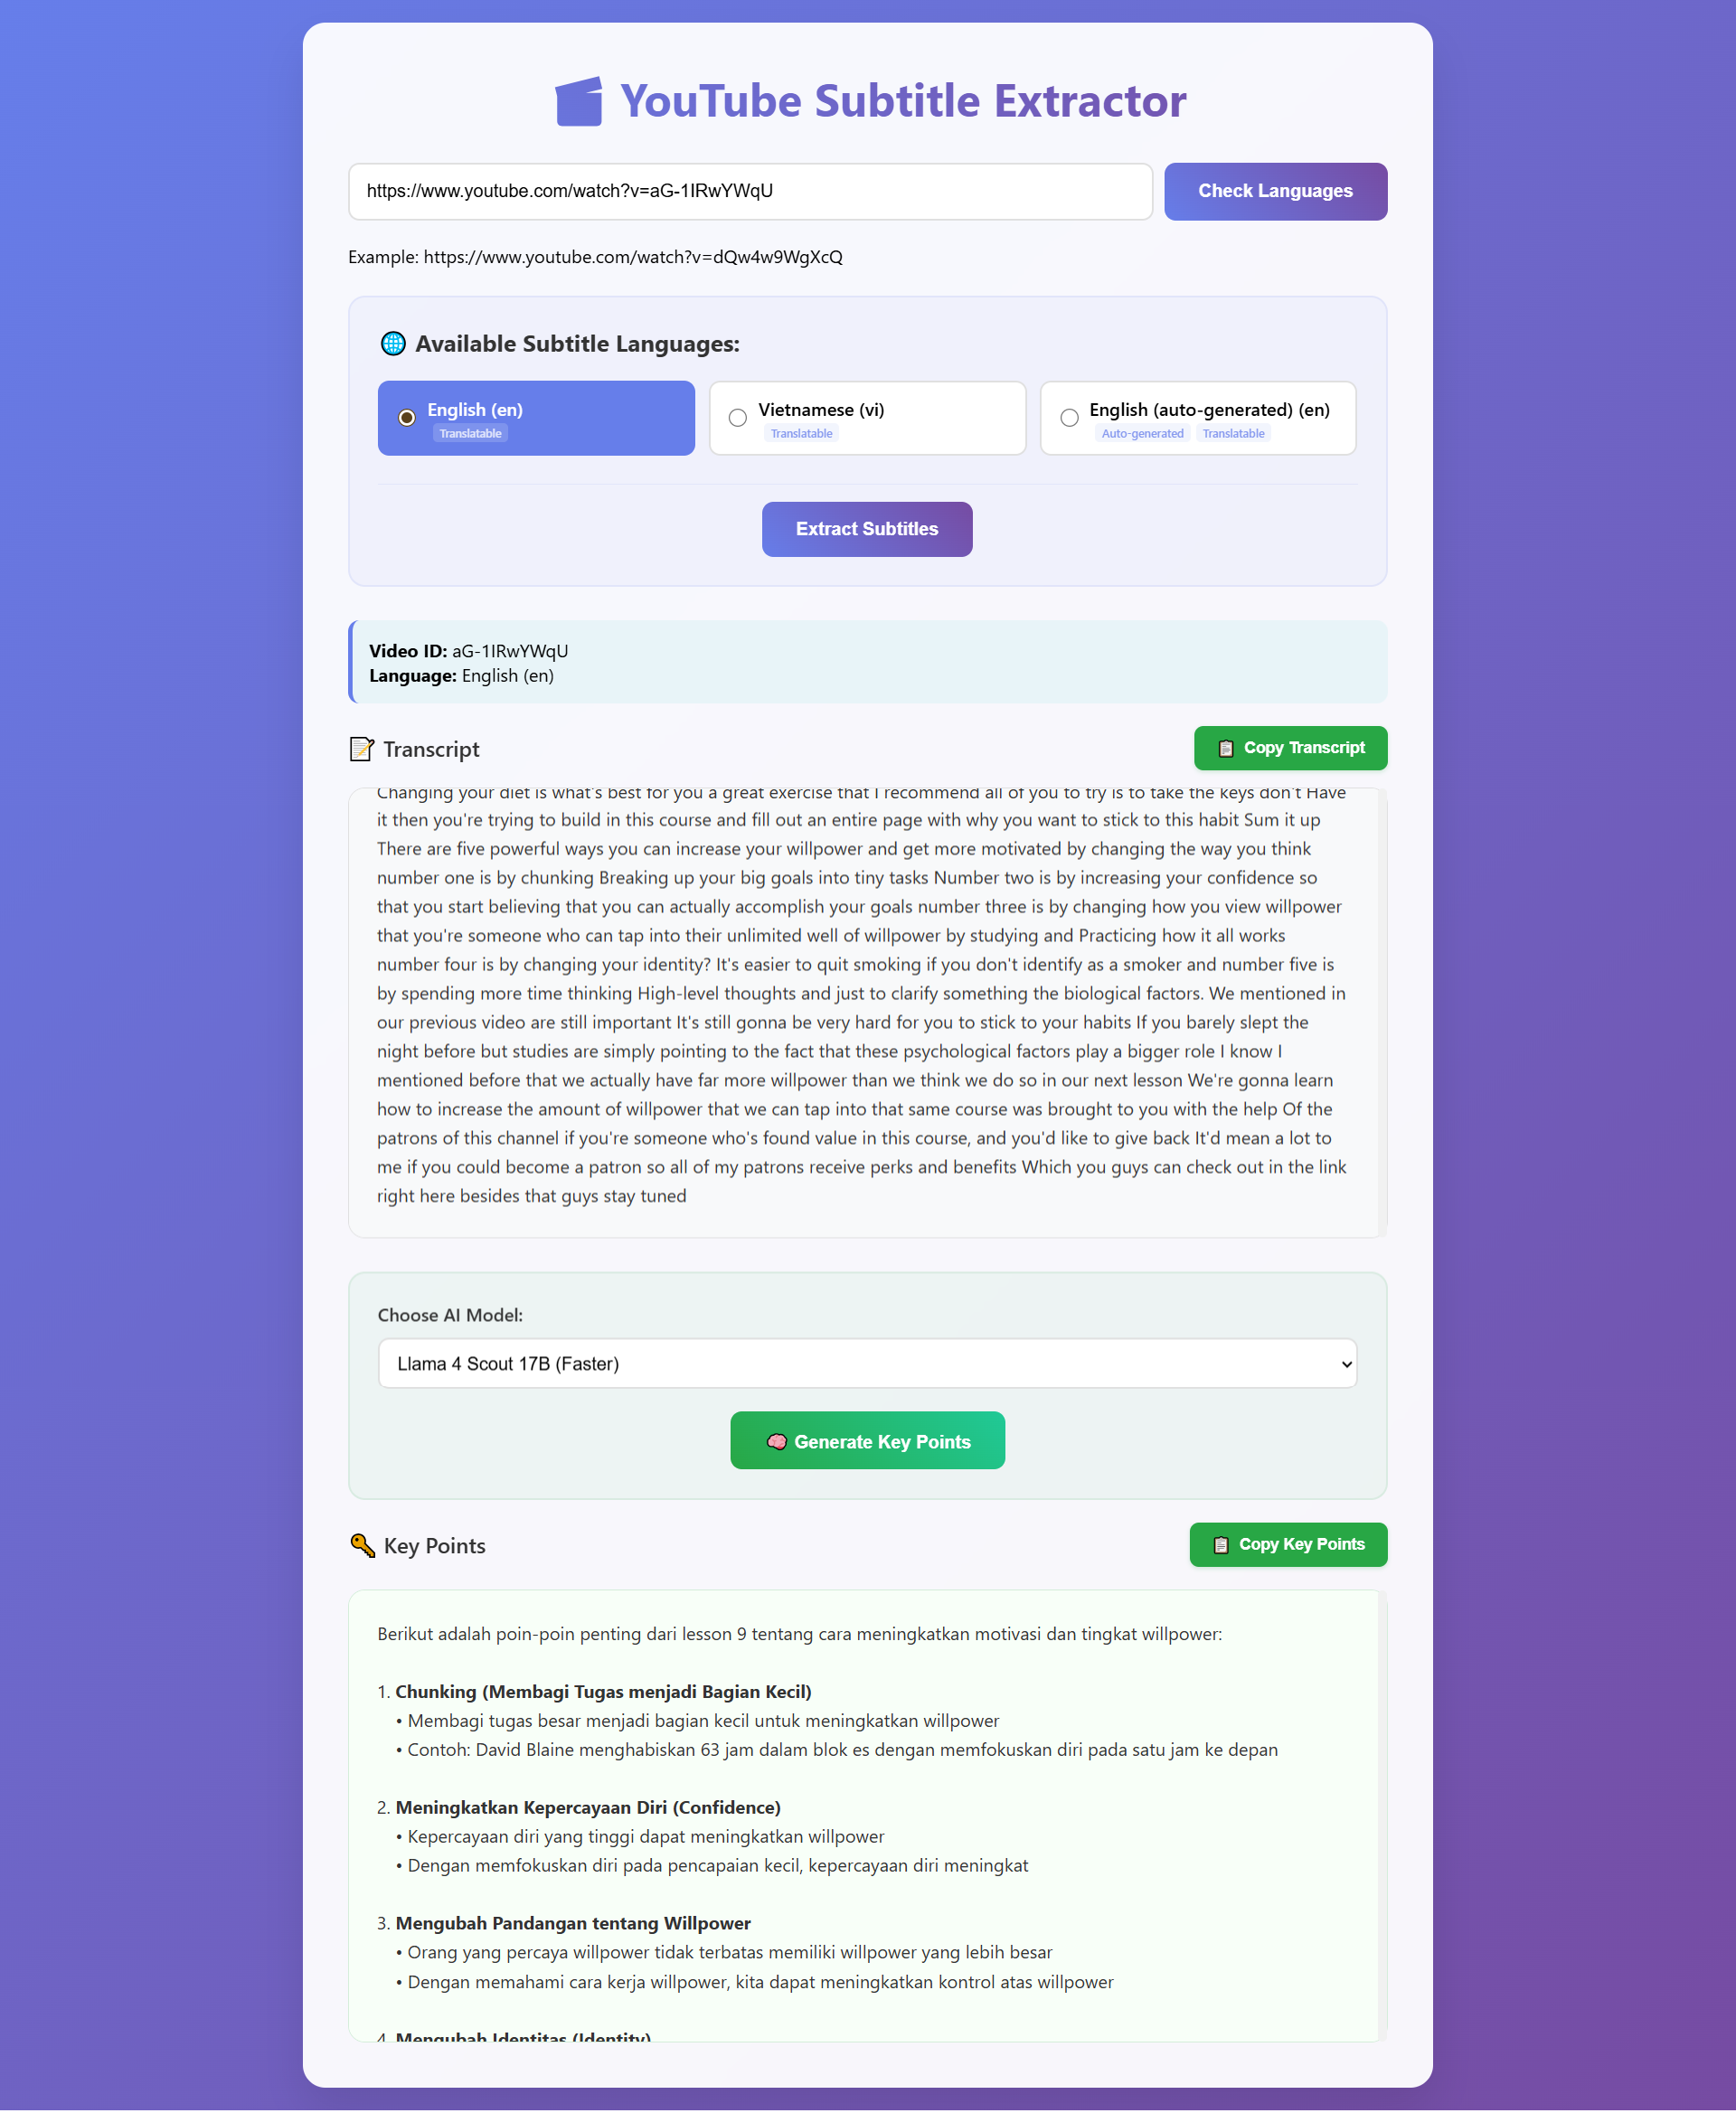 YouTube Subtitle Extractor
https://www.youtube.com/watch?v=aG-1IRwYWqU
Check Languages
Example: https://www.youtube.com/watch?v=dQw4w9WgXcQ
Available Subtitle Languages:
English (en)
Translatable
Vietnamese (vi)
Translatable
English (auto-generated) (en)
Auto-generated Translatable
Extract Subtitles
Video ID: aG-1IRwYWqU
Language: English (en)
Transcript
Copy Transcript
Changing your diet is what's best for you a great exercise that I recommend all of you to try is to take the keys don't Have
it then you're trying to build in this course and fill out an entire page with why you want to stick to this habit Sum it up
There are five powerful ways you can increase your willpower and get more motivated by changing the way you think
number one is by chunking Breaking up your big goals into tiny tasks Number two is by increasing your confidence so
that you start believing that you can actually accomplish your goals number three is by changing how you view willpower
that you're someone who can tap into their unlimited well of willpower by studying and Practicing how it all works
number four is by changing your identity? It's easier to quit smoking if you don't identify as a smoker and number five is
by spending more time thinking High-level thoughts and just to clarify something the biological factors. We mentioned in
our previous video are still important It's still gonna be very hard for you to stick to your habits If you barely slept the
night before but studies are simply pointing to the fact that these psychological factors play a bigger role I know I
mentioned before that we actually have far more willpower than we think we do so in our next lesson We're gonna learn
how to increase the amount of willpower that we can tap into that same course was brought to you with the help Of the
patrons of this channel if you're someone who's found value in this course, and you'd like to give back It'd mean a lot to
me if you could become a patron so all of my patrons receive perks and benefits Which you guys can check out in the link
right here besides that guys stay tuned
Choose AI Model:
Llama 4 Scout 17B (Faster)
Generate Key Points
Key Points
Copy Key Points
Berikut adalah poin-poin penting dari lesson 9 tentang cara meningkatkan motivasi dan tingkat willpower:
1. Chunking (Membagi Tugas menjadi Bagian Kecil)
• Membagi tugas besar menjadi bagian kecil untuk meningkatkan willpower
• Contoh: David Blaine menghabiskan 63 jam dalam blok es dengan memfokuskan diri pada satu jam ke depan
2. Meningkatkan Kepercayaan Diri (Confidence)
• Kepercayaan diri yang tinggi dapat meningkatkan willpower
• Dengan memfokuskan diri pada pencapaian kecil, kepercayaan diri meningkat
3. Mengubah Pandangan tentang Willpower
• Orang yang percaya willpower tidak terbatas memiliki willpower yang lebih besar
• Dengan memahami cara kerja willpower, kita dapat meningkatkan kontrol atas willpower
4. Mengubah Identitas (Identity)